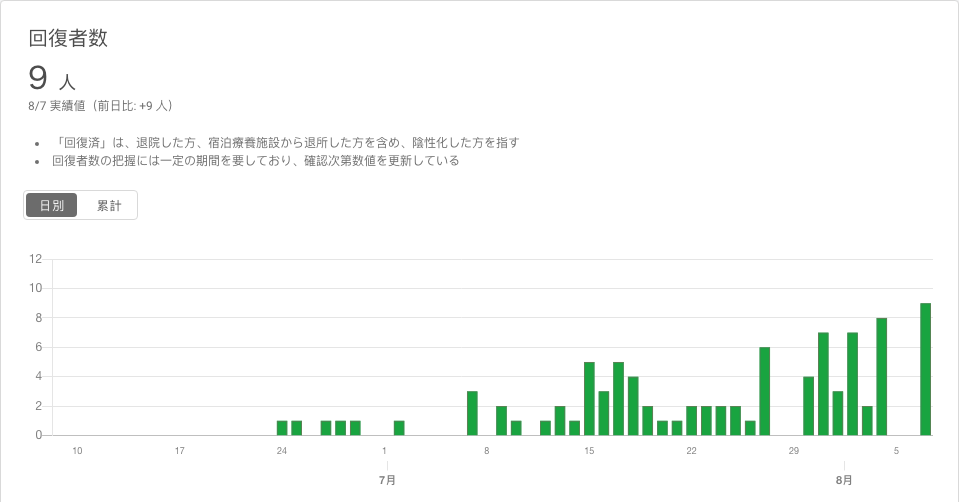 回復者数
9 人
8/7 実績値（前日比: +9 人）
• 「回復済」は、退院した方、宿泊療養施設から退所した方を含め、陰性化した方を指す
• 回復者数の把握には一定の期間を要しており、確認次第数値を更新している
日別 累計
12
10
8
6
4
2
0
10 17 24 1 8 15 22 29 5
7月 8月